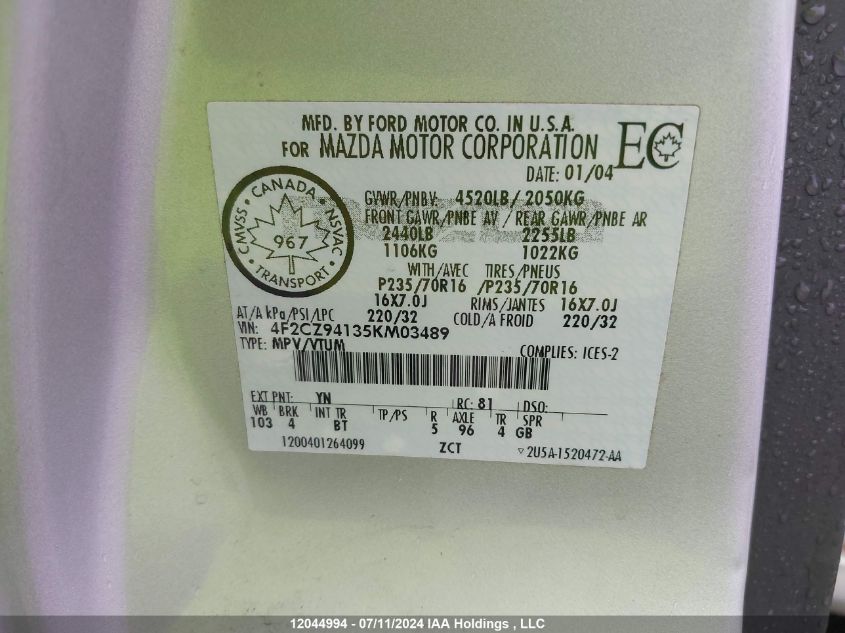 MFD. BY FORD MOTOR CO. IN U.S.A.
FOR MAZDA MOTOR CORPORATION
EC
DATE: 01/04
CANADA
CMVSS
NSVAC
967
TRANSPORT
GVWR/PNBV: 4520LB/ 2050KG
FRONT GAWR/PNBE AV / REAR GAWR/PNBE AR
2440LB 2255LB
1106KG 1022KG
WITH/AVEC TIRES/PNEUS
P235/70R16 /P235/70R16
16X7.0J RIMS/JANTES 16X7.0J
AT/A kPa/PSI/LPC 220/32 COLD/A FROID 220/32
VIN: 4F2CZ94135KM03489
TYPE: MPV/VTUM COMPLIES: ICES-2
EXT PNT: YN RC: 81 DSO:
WB BRK INT TR TP/PS R AXLE TR SPR
103 4 BT 5 96 4 GB
1200401264099 ZCT ▽ 2U5A-1520472-AA
12044994 - 07/11/2024 IAA Holdings , LLC